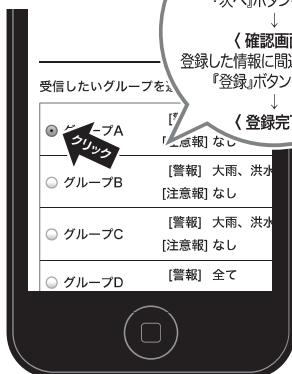 『次へ』ボタン
↓
〈 確認画面
登録した情報に間違
『登録』ボタン
↓
〈 登録完了
受信したいグループを
グループA
クリック
[注意報] なし
グループB
[警報] 大雨、洪水
[注意報] なし
グループC
[警報] 大雨、洪水
[注意報] なし
グループD
[警報] 全て